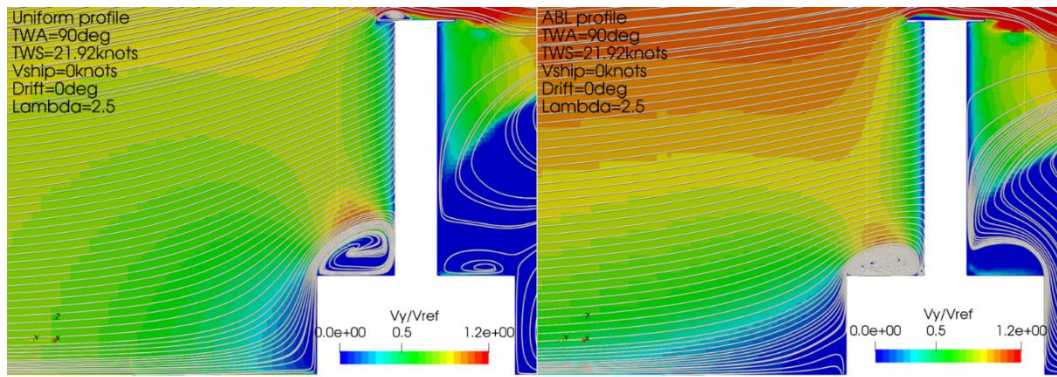 Uniform profile
TWA=90deg
TWS=21.92knots
Vship=0knots
Drift=0deg
Lambda=2.5
Vy/Vref
0.0e+00 0.5 1.2e+00
Z
Y X
ABL profile
TWA=90deg
TWS=21.92knots
Vship=0knots
Drift=0deg
Lambda=2.5
Vy/Vref
0.0e+00 0.5 1.2e+00
Z
Y X